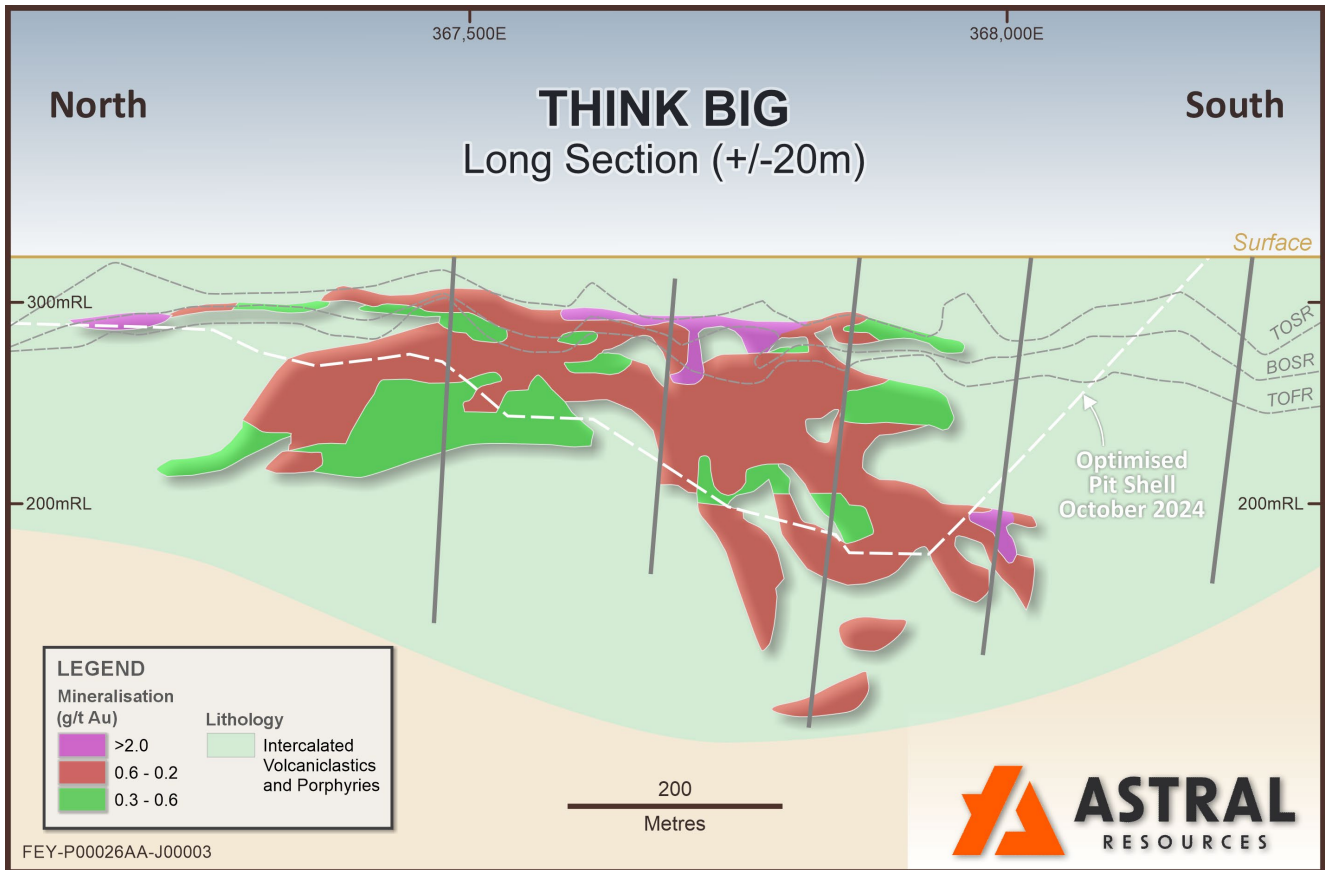 367,500E
368,000E
North
THINK BIG
South
Long Section (+/-20m)
Surface
300mRL
TOSR
BOSR
TOFR
Optimised
Pit Shell
October 2024
200mRL
200mRL
LEGEND
Mineralisation
(g/t Au)
>2.0
0.6 - 0.2
0.3 - 0.6
Lithology
Intercalated
Volcaniclastics
and Porphyries
200
Metres
ASTRAL
RESOURCES
FEY-P00026AA-J00003